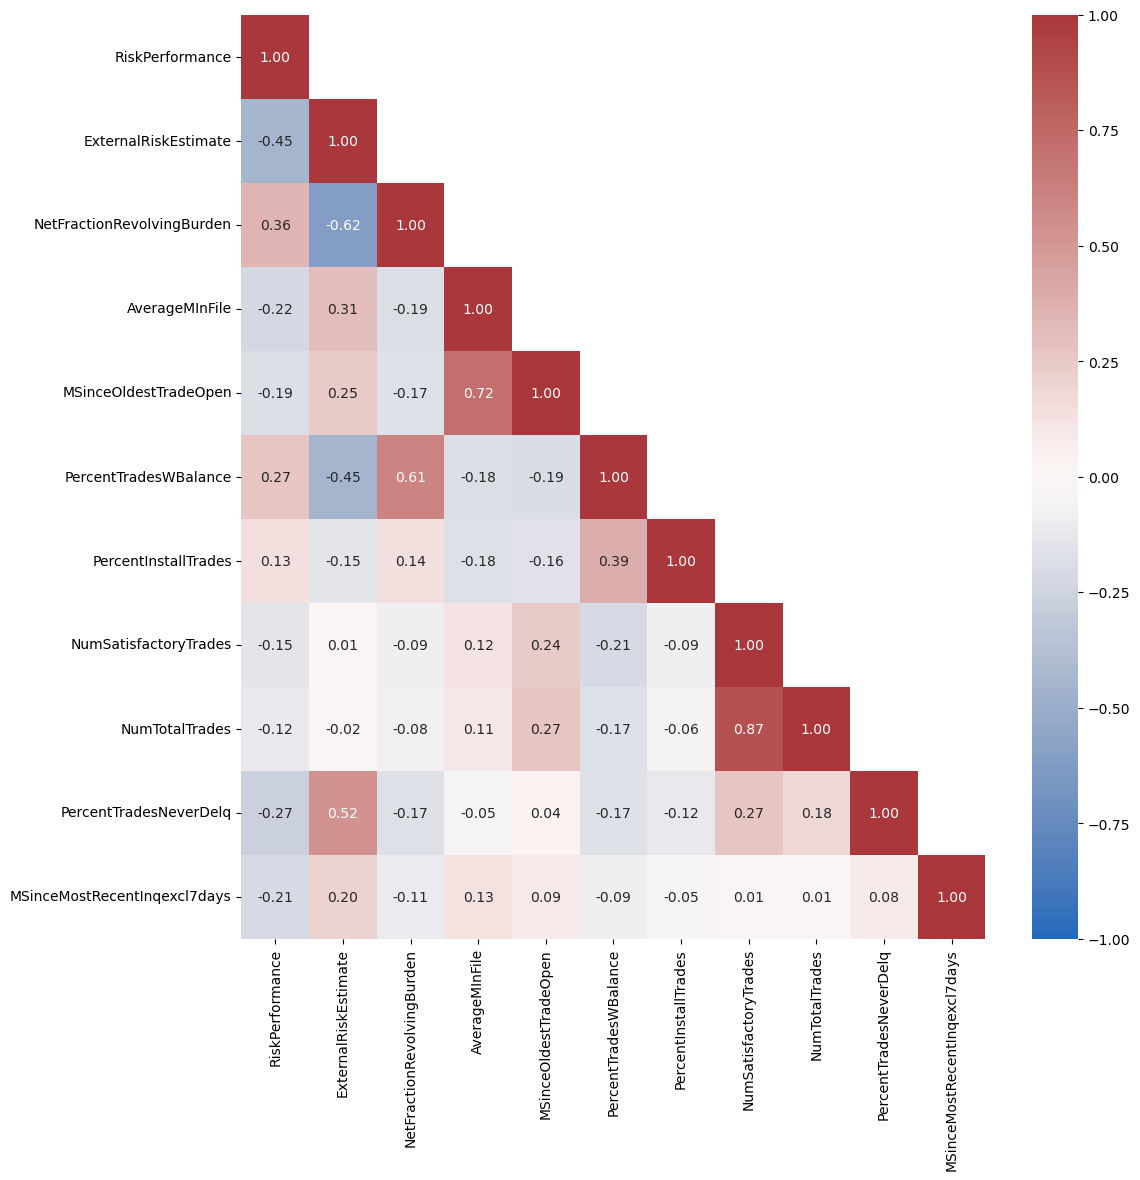 RiskPerformance 1.00
ExternalRiskEstimate -0.45 1.00
NetFractionRevolvingBurden 0.36 -0.62 1.00
AverageMInFile -0.22 0.31 -0.19 1.00
MSinceOldestTradeOpen -0.19 0.25 -0.17 0.72 1.00
PercentTradesWBalance 0.27 -0.45 0.61 -0.18 -0.19 1.00
PercentInstallTrades 0.13 -0.15 0.14 -0.18 -0.16 0.39 1.00
NumSatisfactoryTrades -0.15 0.01 -0.09 0.12 0.24 -0.21 -0.09 1.00
NumTotalTrades -0.12 -0.02 -0.08 0.11 0.27 -0.17 -0.06 0.87 1.00
PercentTradesNeverDelq -0.27 0.52 -0.17 -0.05 0.04 -0.17 -0.12 0.27 0.18 1.00
MSinceMostRecentInqexcl7days -0.21 0.20 -0.11 0.13 0.09 -0.09 -0.05 0.01 0.01 0.08 1.00
RiskPerformance
ExternalRiskEstimate
NetFractionRevolvingBurden
AverageMInFile
MSinceOldestTradeOpen
PercentTradesWBalance
PercentInstallTrades
NumSatisfactoryTrades
NumTotalTrades
PercentTradesNeverDelq
MSinceMostRecentInqexcl7days
1.00
0.75
0.50
0.25
0.00
−0.25
−0.50
−0.75
−1.00